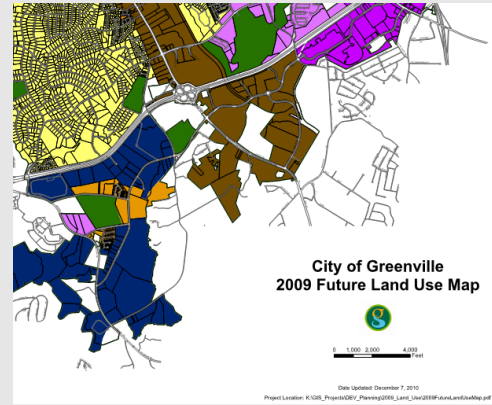 City of Greenville
2009 Future Land Use Map
g
0 1,000 2,000 4,000
Feet
Date Updated: December 7, 2010
Project Location: K:\GIS_Projects\DEV_Planning\2009_Land_Use\2009FutureLandUseMap.pdf